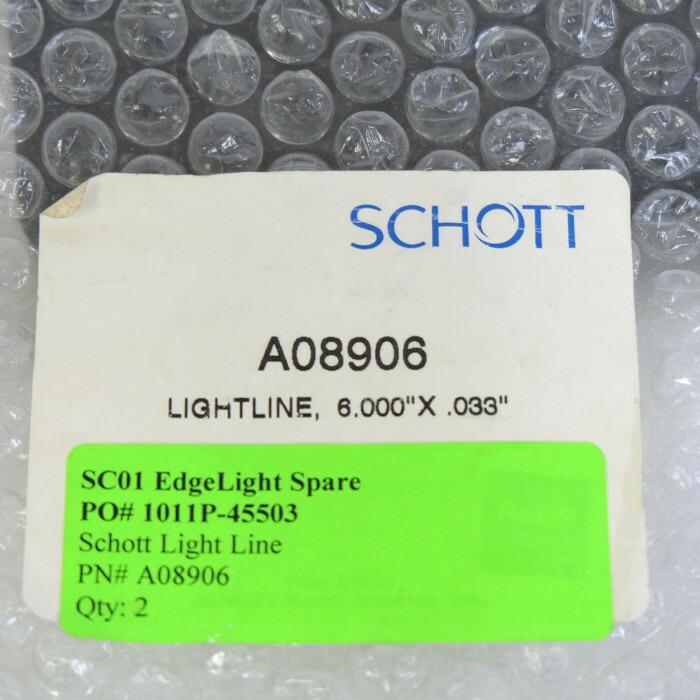 SCHOTT
A08906
LIGHTLINE, 6.000"X .033"
SC01 EdgeLight Spare
PO# 1011P-45503
Schott Light Line
PN# A08906
Qty: 2